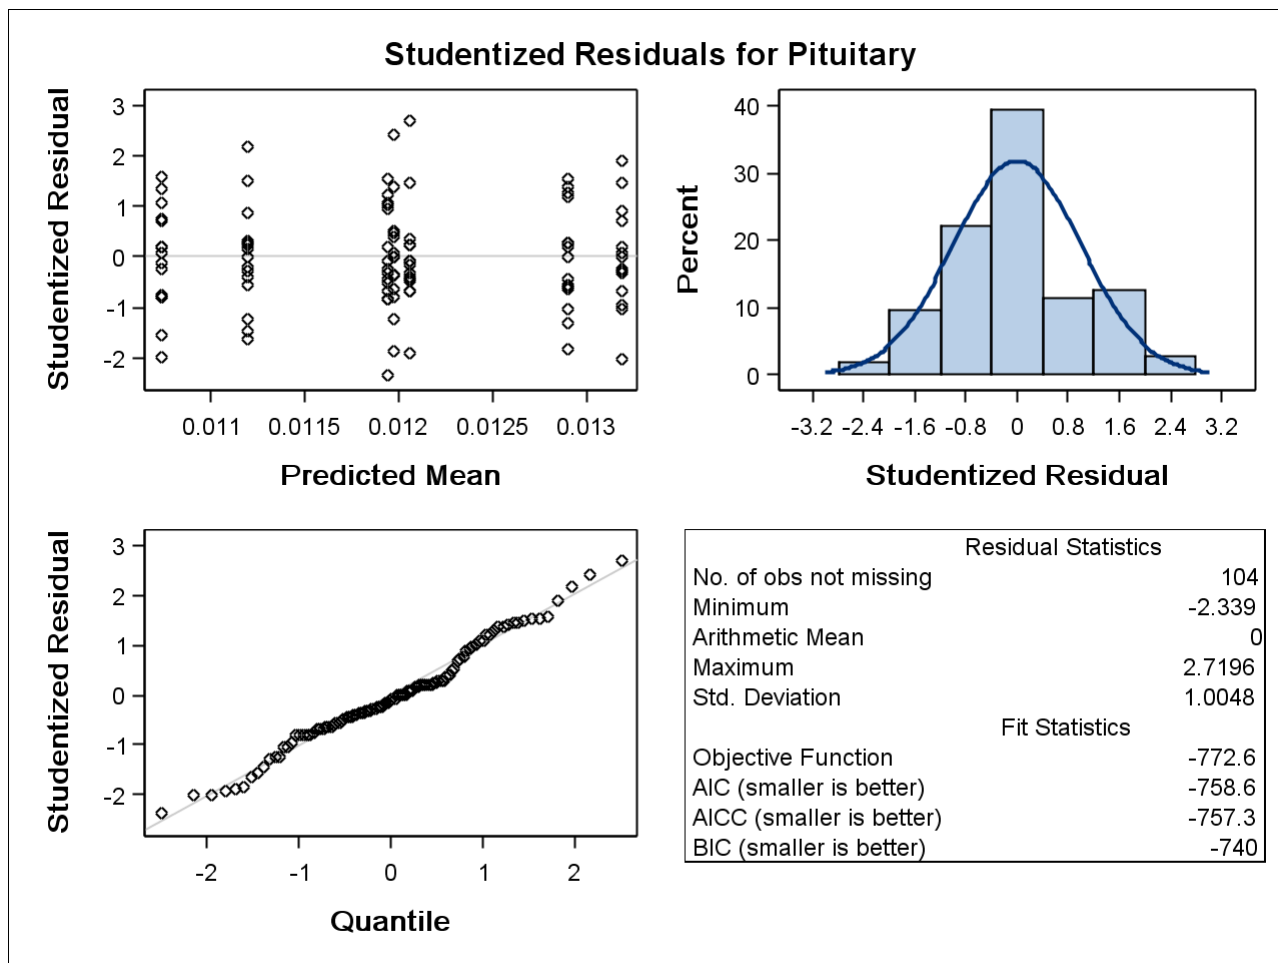 Studentized Residuals for Pituitary
Studentized Residual
3
2
1
0
-1
-2
0.011 0.0115 0.012 0.0125 0.013
Predicted Mean
Percent
40
30
20
10
0
-3.2 -2.4 -1.6 -0.8 0 0.8 1.6 2.4 3.2
Studentized Residual
Studentized Residual
3
2
1
0
-1
-2
-2 -1 0 1 2
Quantile
Residual Statistics
No. of obs not missing 104
Minimum -2.339
Arithmetic Mean 0
Maximum 2.7196
Std. Deviation 1.0048
Fit Statistics
Objective Function -772.6
AIC (smaller is better) -758.6
AICC (smaller is better) -757.3
BIC (smaller is better) -740